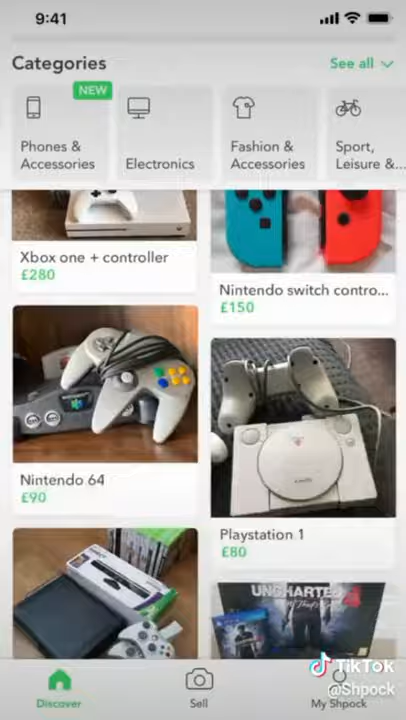 9:41
Categories
See all
NEW
Phones &
Accessories
Electronics
Fashion &
Accessories
Sport,
Leisure &...
Xbox one + controller
£280
Nintendo switch contro...
£150
Nintendo 64
£90
Playstation 1
£80
UNCHARTED 4
Discover
Sell
My Shpock
TikTok
@Shpock